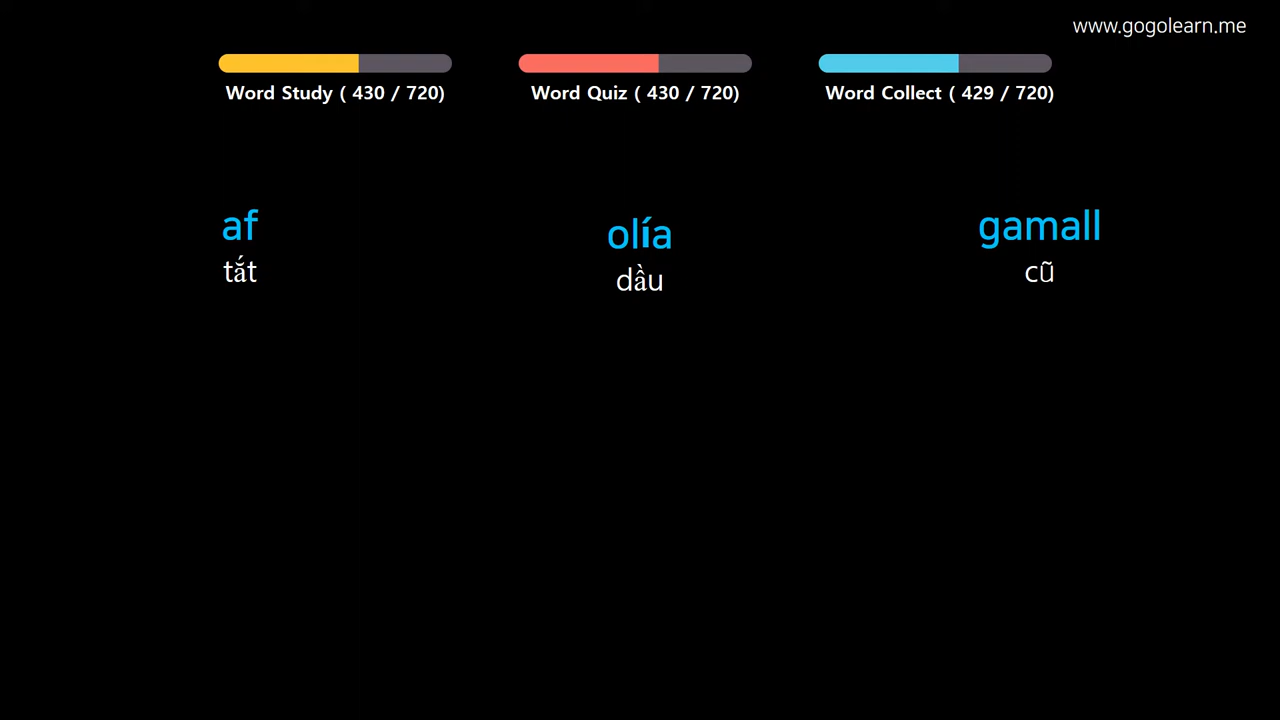 www.gogolearn.me
Word Study ( 430 / 720)
Word Quiz ( 430 / 720)
Word Collect ( 429 / 720)
af
tắt
olía
dầu
gamall
cũ